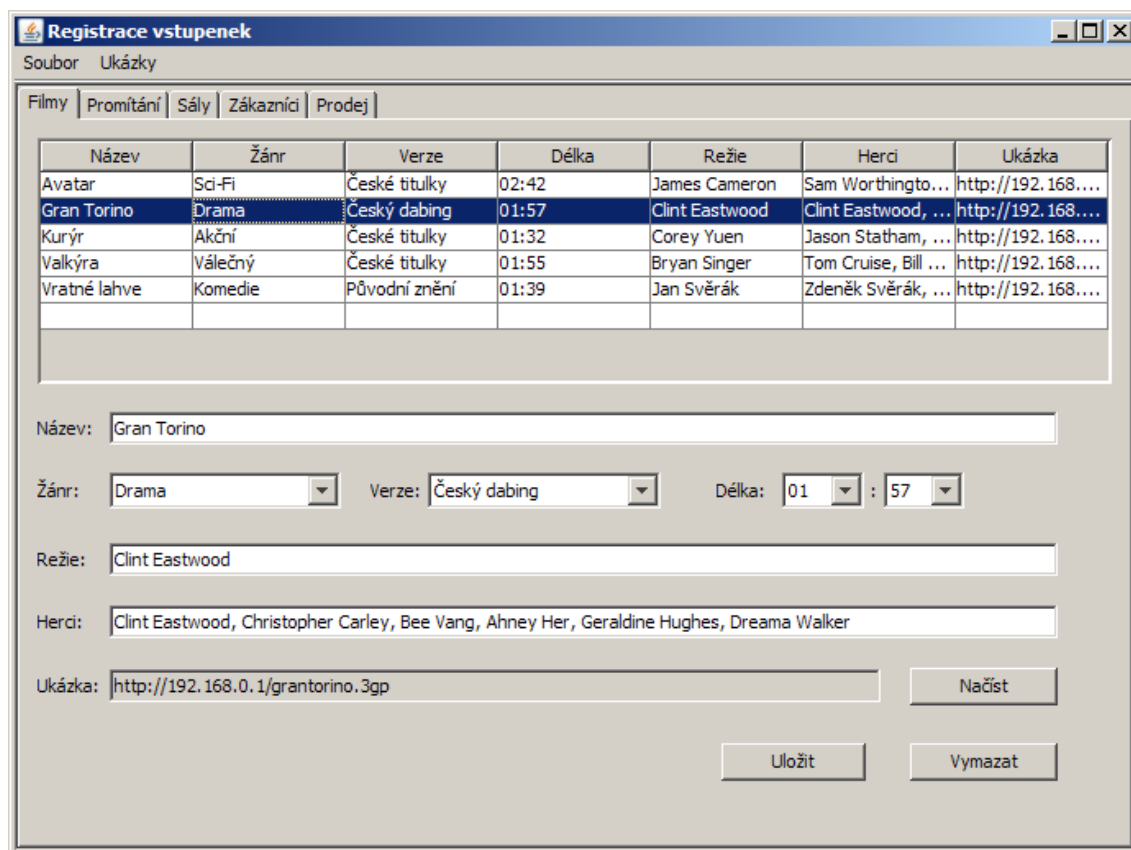 Registrace vstupenek
Soubor Ukázky
Filmy Promítání Sály Zákazníci Prodej
Název Žánr Verze Délka Režie Herci Ukázka
Avatar Sci-Fi České titulky 02:42 James Cameron Sam Worthingto... http://192.168....
Gran Torino Drama Český dabing 01:57 Clint Eastwood Clint Eastwood, ... http://192.168....
Kurýr Akční České titulky 01:32 Corey Yuen Jason Statham, ... http://192.168....
Valkýra Válečný České titulky 01:55 Bryan Singer Tom Cruise, Bill ... http://192.168....
Vratné lahve Komedie Původní znění 01:39 Jan Svěrák Zdeněk Svěrák, ... http://192.168....
Název: Gran Torino
Žánr: Drama Verze: Český dabing Délka: 01 : 57
Režie: Clint Eastwood
Herci: Clint Eastwood, Christopher Carley, Bee Vang, Ahney Her, Geraldine Hughes, Dreama Walker
Ukázka: http://192.168.0.1/grantorino.3gp Načíst
Uložit Vymazat